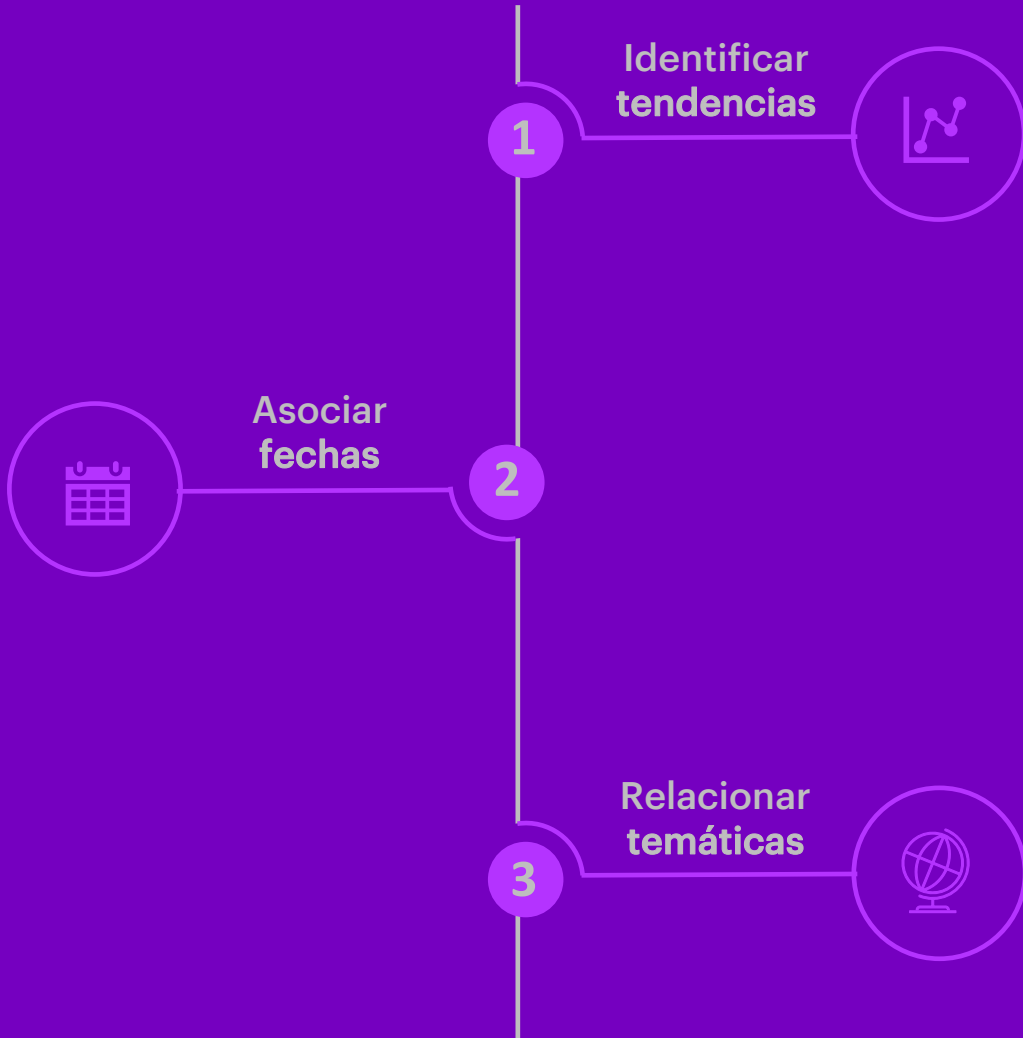 Identificar
tendencias
1
Asociar
fechas
2
Relacionar
temáticas
3